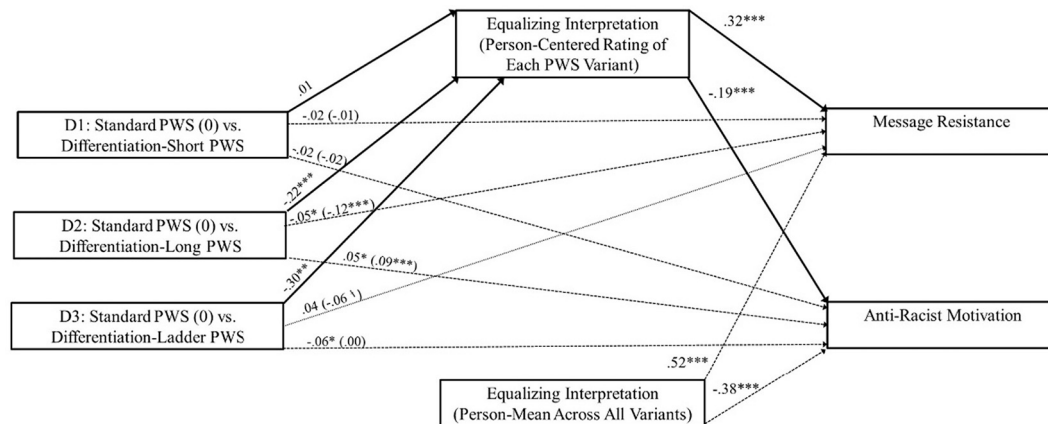 Equalizing Interpretation
(Person-Centered Rating of
Each PWS Variant)
.32***
.01
-.19***
D1: Standard PWS (0) vs.
Differentiation-Short PWS
-.02 (-.01)
Message Resistance
-.02 (-.02)
-.22***
D2: Standard PWS (0) vs.
Differentiation-Long PWS
-.05* (-.12***)
.05* (.09***)
-.30**
D3: Standard PWS (0) vs.
Differentiation-Ladder PWS
.04 (-.06
Anti-Racist Motivation
-.06* (.00)
.52***
Equalizing Interpretation
(Person-Mean Across All Variants)
-.38***